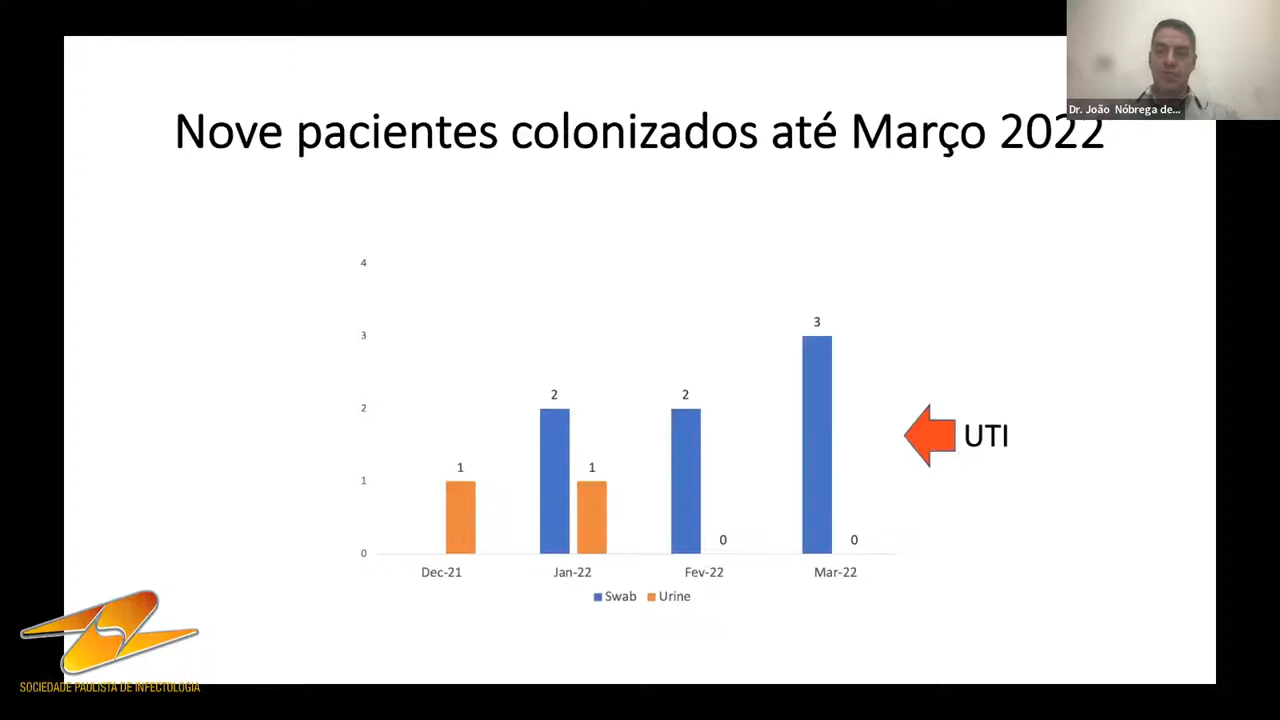 Dr. João Nóbrega de...
Nove pacientes colonizados até Março 2022
4
3
2
1
0
1
2
1
2
0
3
0
UTI
Dec-21 Jan-22 Fev-22 Mar-22
Swab Urine
SOCIEDADE PAULISTA DE INFECTOLOGIA